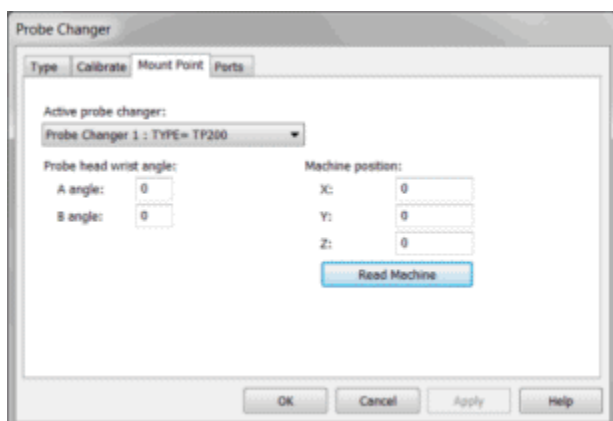 Probe Changer
Type Calibrate Mount Point Ports
Active probe changer:
Probe Changer 1 : TYPE= TP200
Probe head wrist angle: Machine position:
A angle: 0 X: 0
B angle: 0 Y: 0
Z: 0
Read Machine
OK Cancel Apply Help